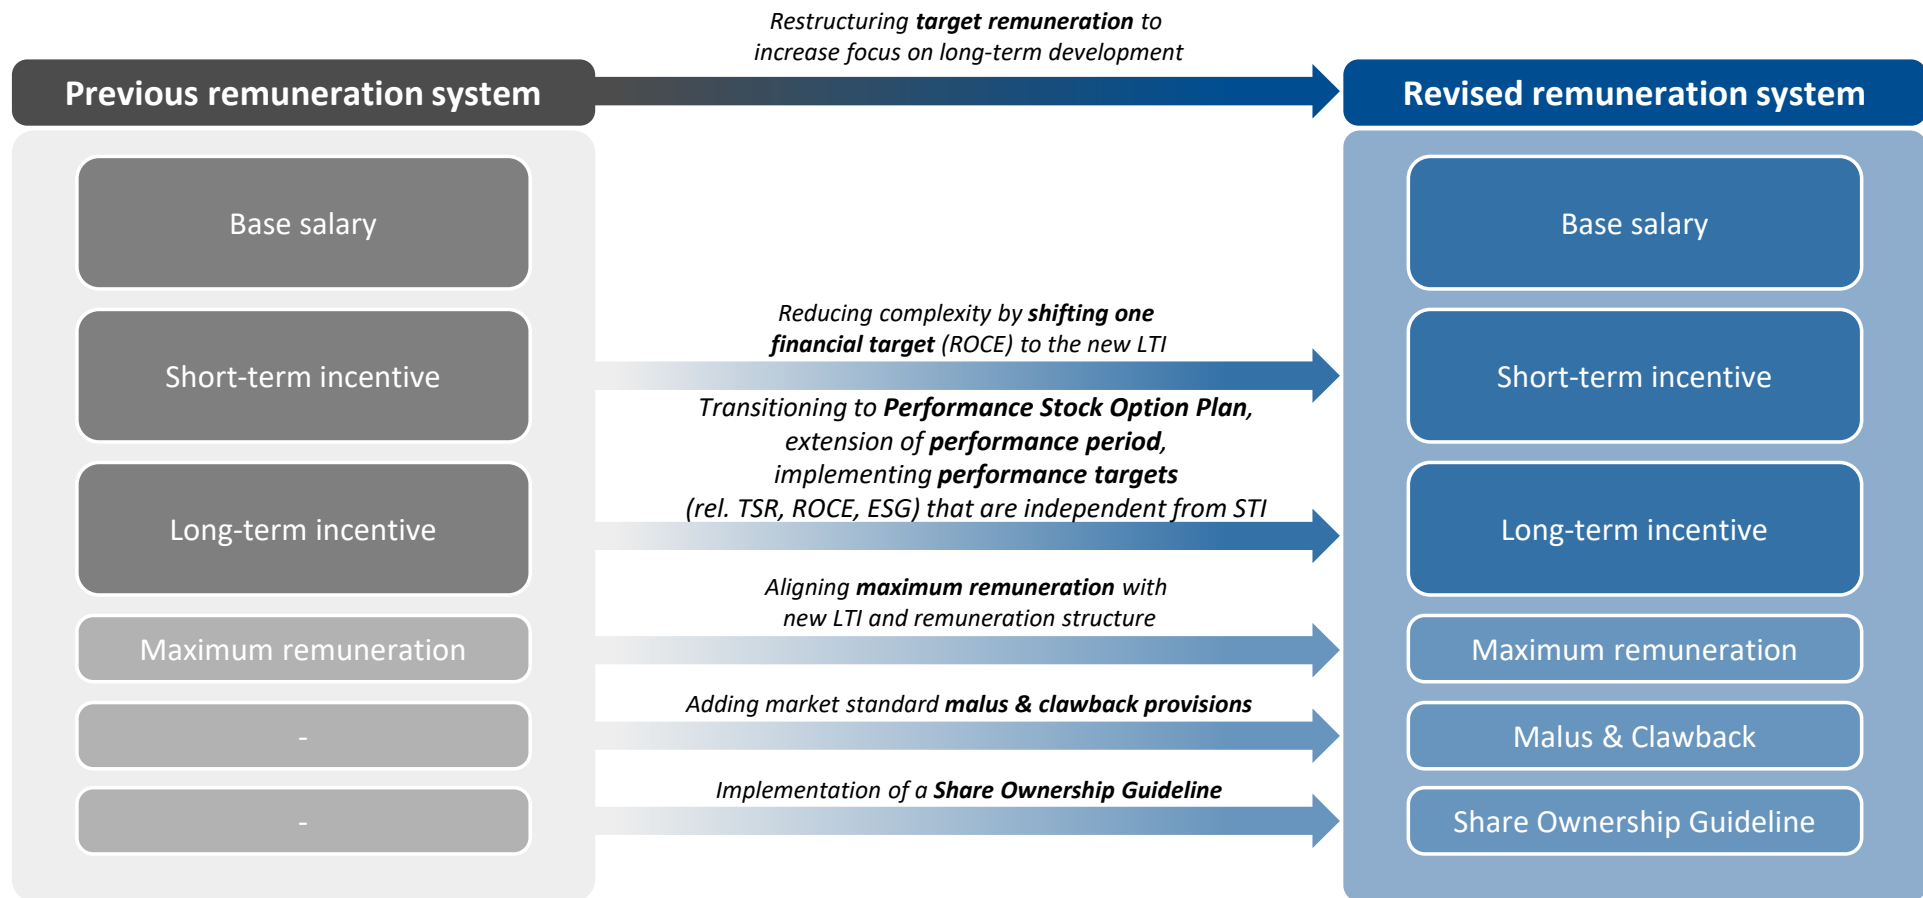 Restructuring target remuneration to
increase focus on long-term development
Previous remuneration system
Revised remuneration system
Base salary
Base salary
Reducing complexity by shifting one
financial target (ROCE) to the new LTI
Short-term incentive
Short-term incentive
Transitioning to Performance Stock Option Plan,
extension of performance period,
implementing performance targets
(rel. TSR, ROCE, ESG) that are independent from STI
Long-term incentive
Long-term incentive
Aligning maximum remuneration with
new LTI and remuneration structure
Maximum remuneration
Maximum remuneration
Adding market standard malus & clawback provisions
-
Malus & Clawback
Implementation of a Share Ownership Guideline
-
Share Ownership Guideline